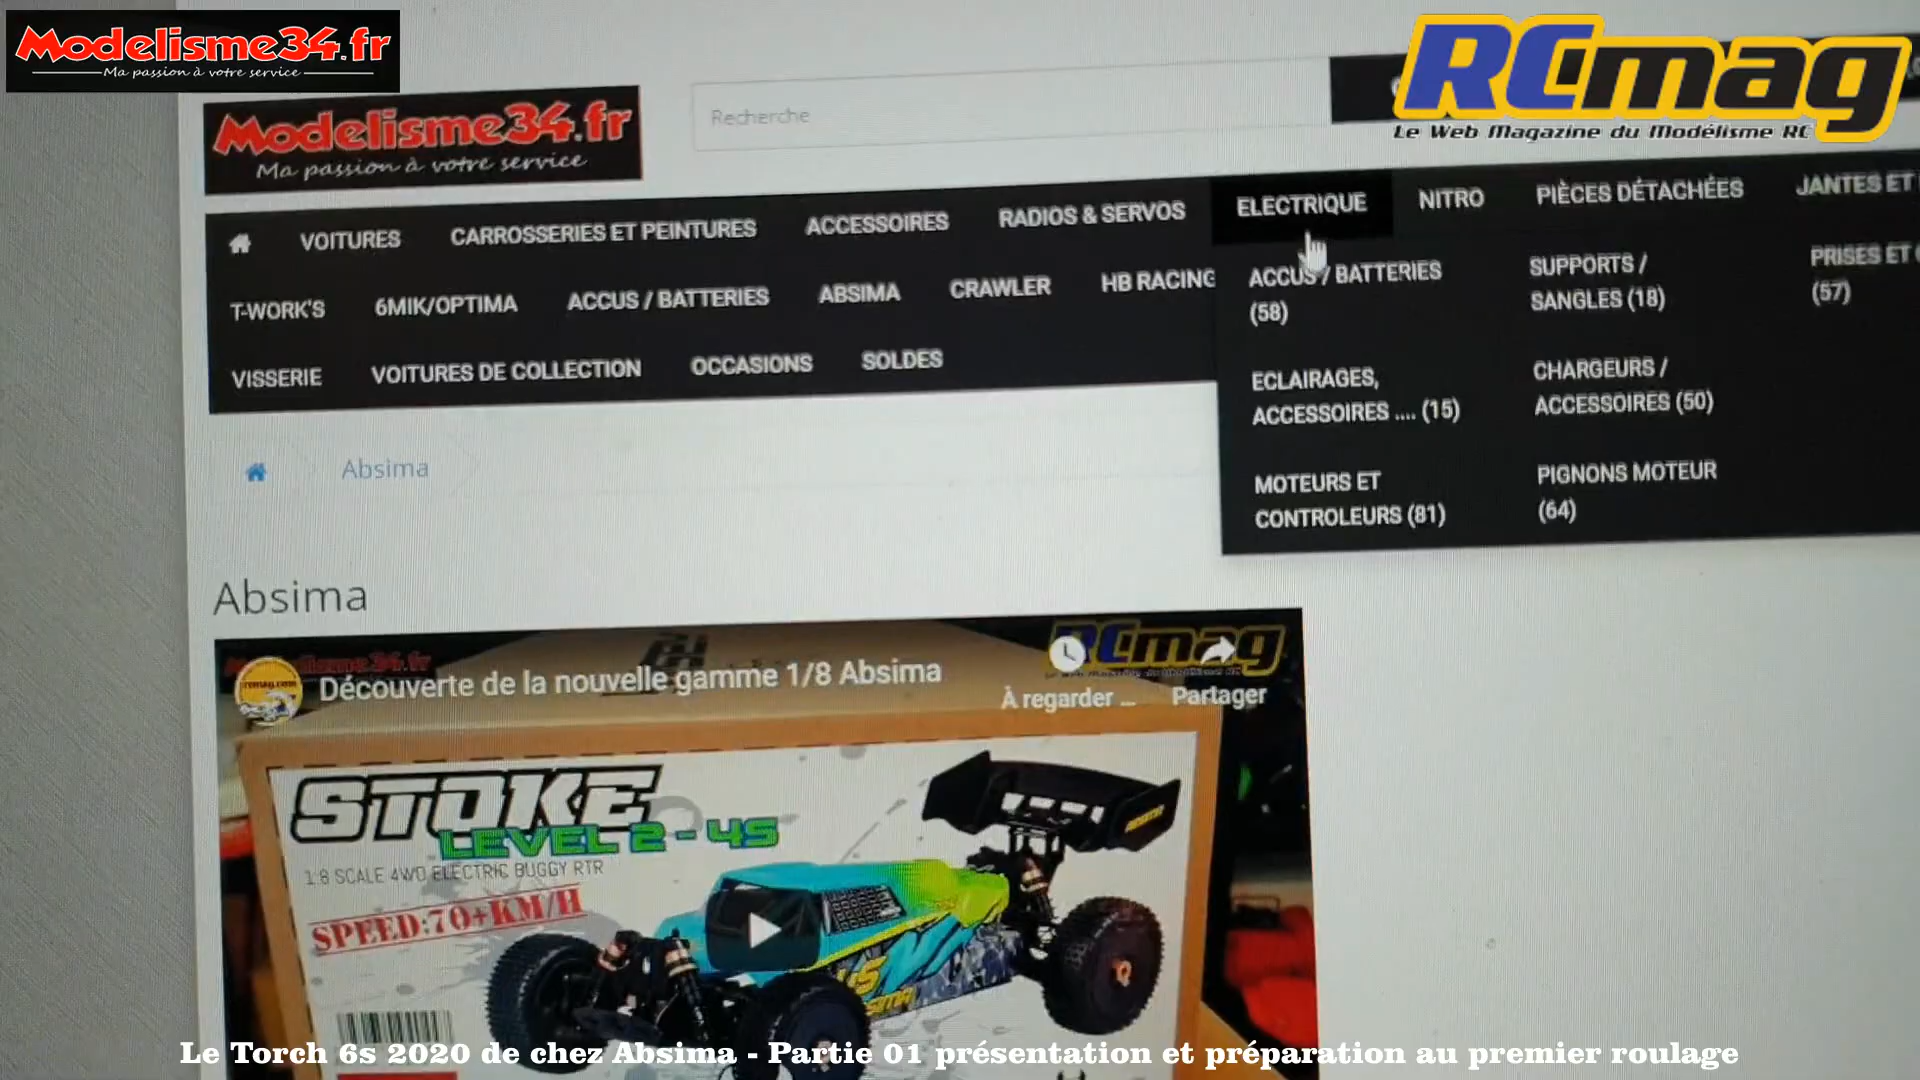 Modelisme34.fr
Ma passion à votre service
RCmag
Le Web Magazine du Modélisme RC
Modelisme34.fr
Ma passion à votre service
Recherche
VOITURES
CARROSSERIES ET PEINTURES
ACCESSOIRES
RADIOS & SERVOS
ELECTRIQUE
NITRO
PIÈCES DÉTACHÉES
JANTES ET
T-WORK'S
6MIK/OPTIMA
ACCUS / BATTERIES
ABSIMA
CRAWLER
HB RACING
VISSERIE
VOITURES DE COLLECTION
OCCASIONS
SOLDES
ACCUS / BATTERIES
(58)
SUPPORTS /
SANGLES (18)
PRISES ET
(57)
ECLAIRAGES,
ACCESSOIRES .... (15)
CHARGEURS /
ACCESSOIRES (50)
MOTEURS ET
CONTROLEURS (81)
PIGNONS MOTEUR
(64)
Absima
Absima
Modelisme34.fr
RCmag
Découverte de la nouvelle gamme 1/8 Absima
À regarder ...
Partager
STOKE
LEVEL 2 - 4S
1:8 SCALE 4WD ELECTRIC BUGGY RTR
SPEED:70+KM/H
Le Torch 6s 2020 de chez Absima - Partie 01 présentation et préparation au premier roulage